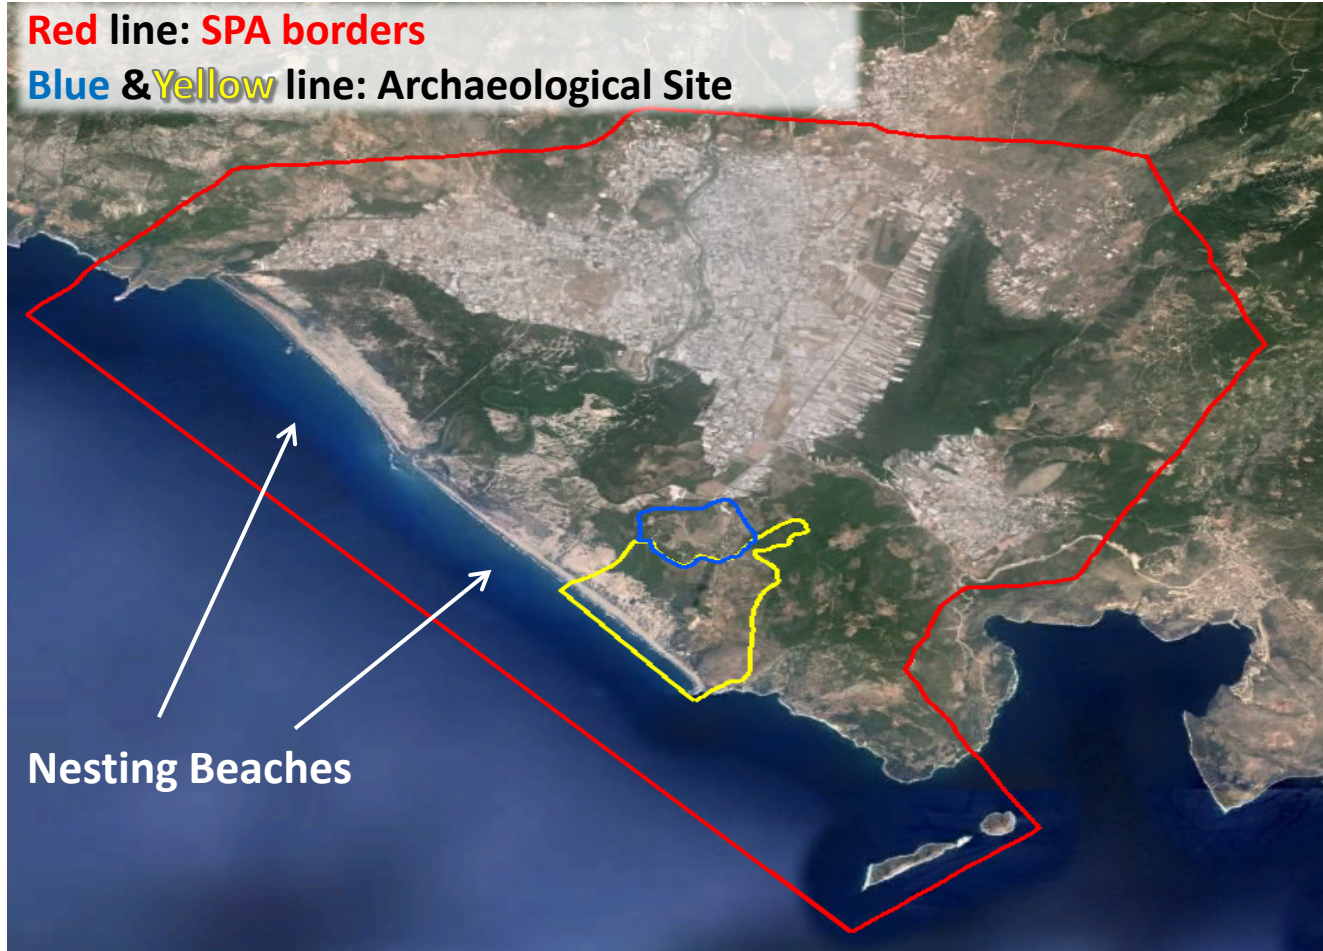 Red line: SPA borders
Blue &Yellow line: Archaeological Site
Nesting Beaches